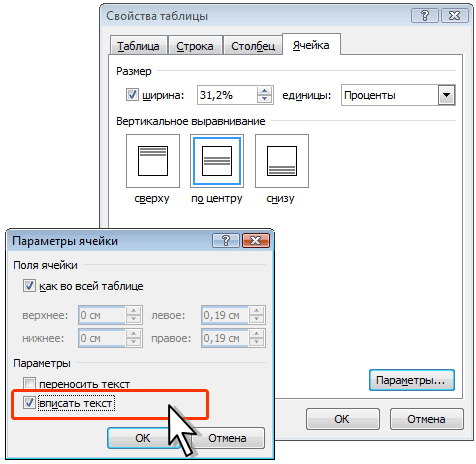 Свойства таблицы
Таблица Строка Столбец Ячейка
Размер
ширина: 31,2% единицы: Проценты
Вертикальное выравнивание
сверху по центру снизу
Параметры...
ОК Отмена
Параметры ячейки
Поля ячейки
как во всей таблице
верхнее: 0 см левое: 0,19 см
нижнее: 0 см правое: 0,19 см
Параметры
переносить текст
вписать текст
ОК Отмена